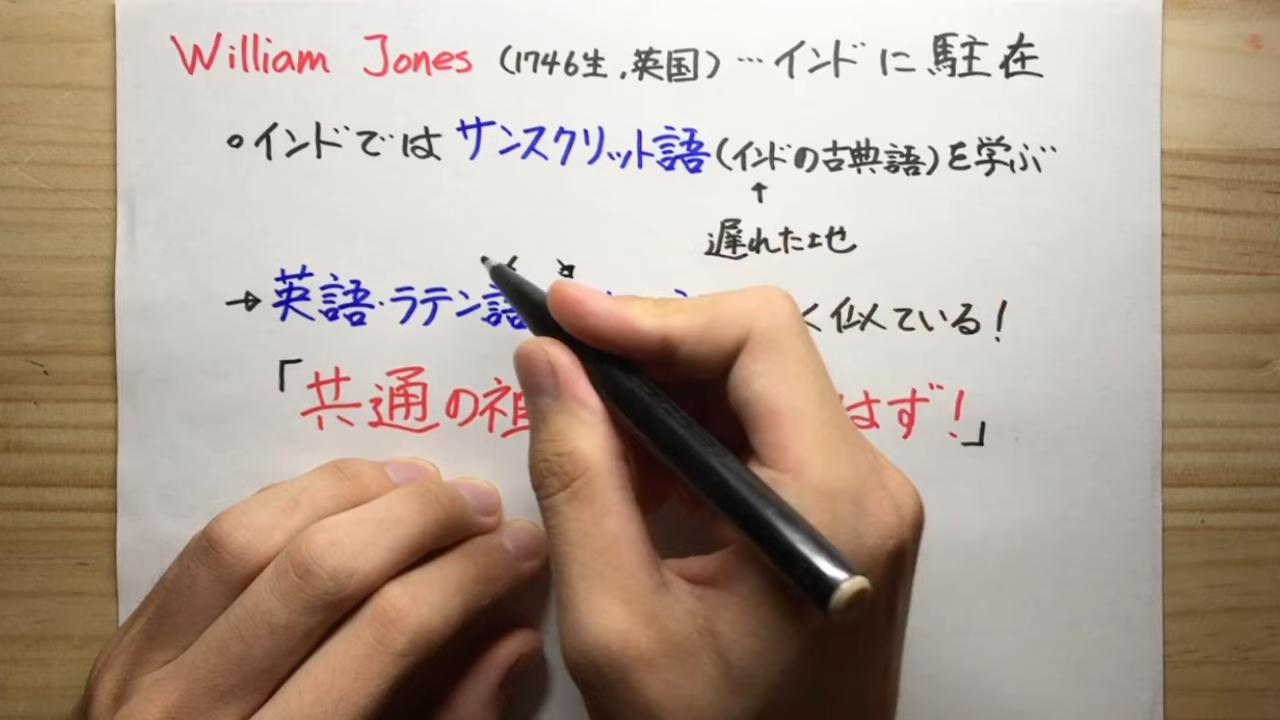 William Jones (1746生,英国)…インドに駐在
○インドではサンスクリット語(インドの古典語)を学ぶ
↑
遅れた土地
→英語・ラテン語 く似ている!
「共通の祖 はず!」